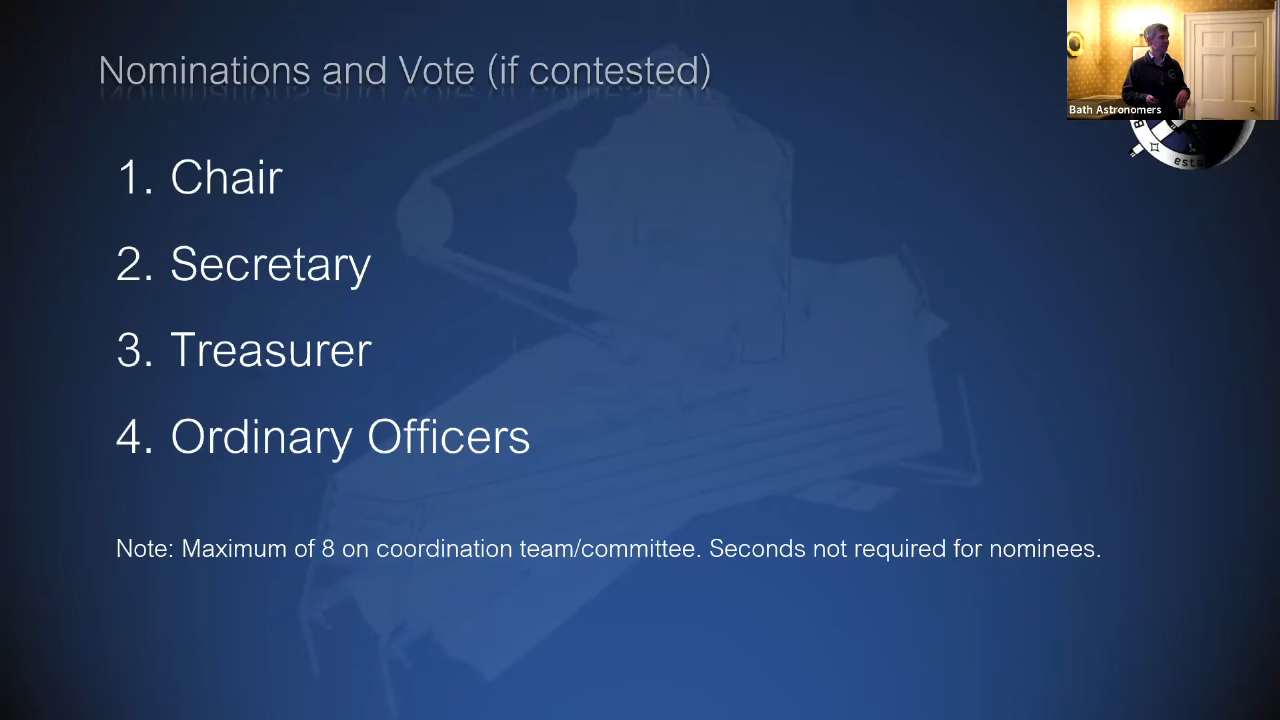 Nominations and Vote (if contested)
Bath Astronomers
esta
1. Chair
2. Secretary
3. Treasurer
4. Ordinary Officers
Note: Maximum of 8 on coordination team/committee. Seconds not required for nominees.